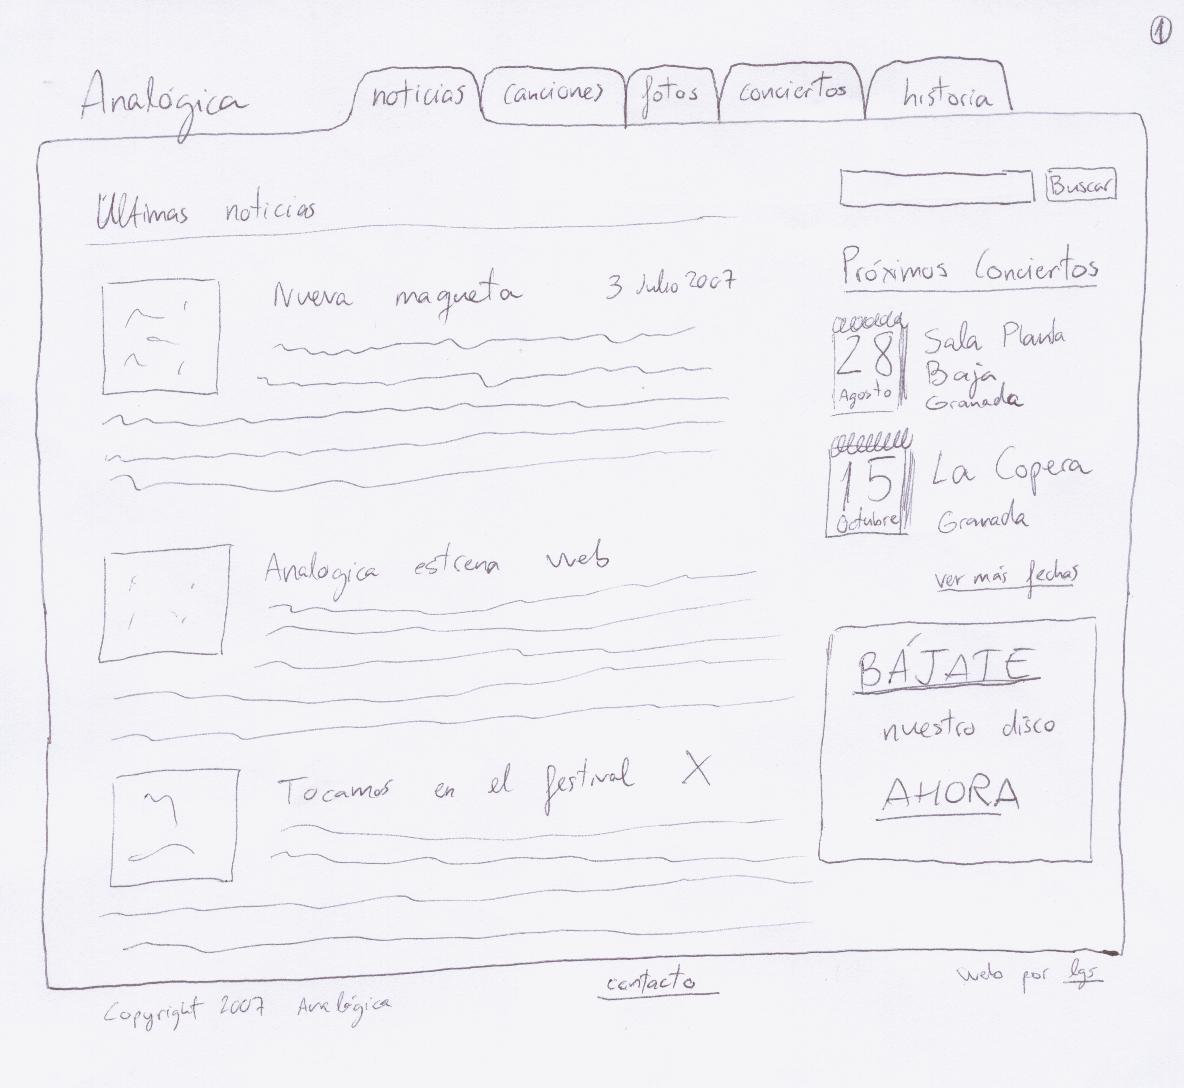 1
Analógica
noticias
canciones
fotos
conciertos
historia
Buscar
Últimas noticias
Nueva maqueta 3 Julio 2007
Analogica estrena web
Tocamos en el festival X
Próximos Conciertos
28
Agosto
Sala Planta
Baja
Granada
15
Octubre
La Copera
Granada
ver más fechas
BÁJATE
nuestro disco
AHORA
Copyright 2007 Analógica
contacto
web por lgs